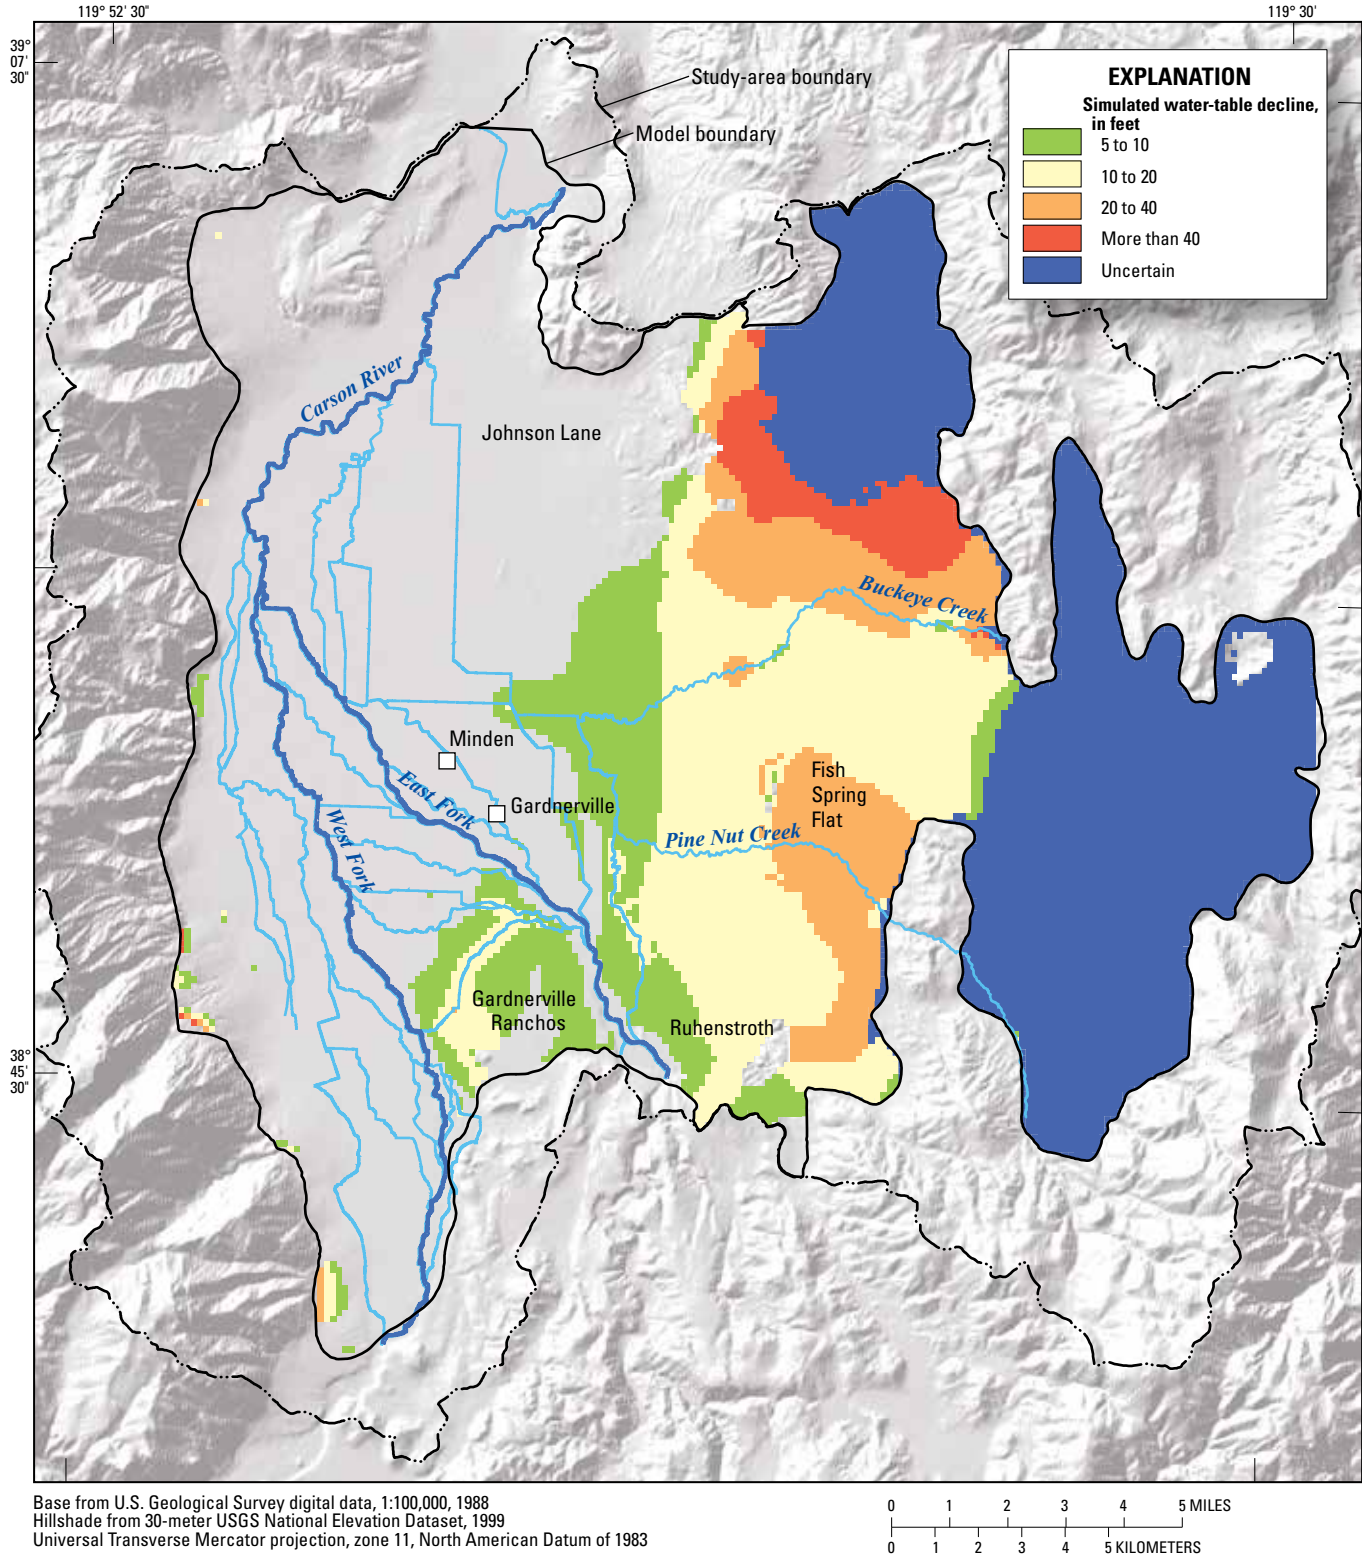 119° 52' 30"
119° 30'
39°
07'
30"
Study-area boundary
Model boundary
EXPLANATION
Simulated water-table decline,
in feet
5 to 10
10 to 20
20 to 40
More than 40
Uncertain
Carson River
Johnson Lane
Buckeye Creek
Minden
East Fork
Gardnerville
West Fork
Fish
Spring
Flat
Pine Nut Creek
Gardnerville
Ranchos
Ruhenstroth
38°
45'
30"
Base from U.S. Geological Survey digital data, 1:100,000, 1988
Hillshade from 30-meter USGS National Elevation Dataset, 1999
Universal Transverse Mercator projection, zone 11, North American Datum of 1983
0 1 2 3 4 5 MILES
0 1 2 3 4 5 KILOMETERS